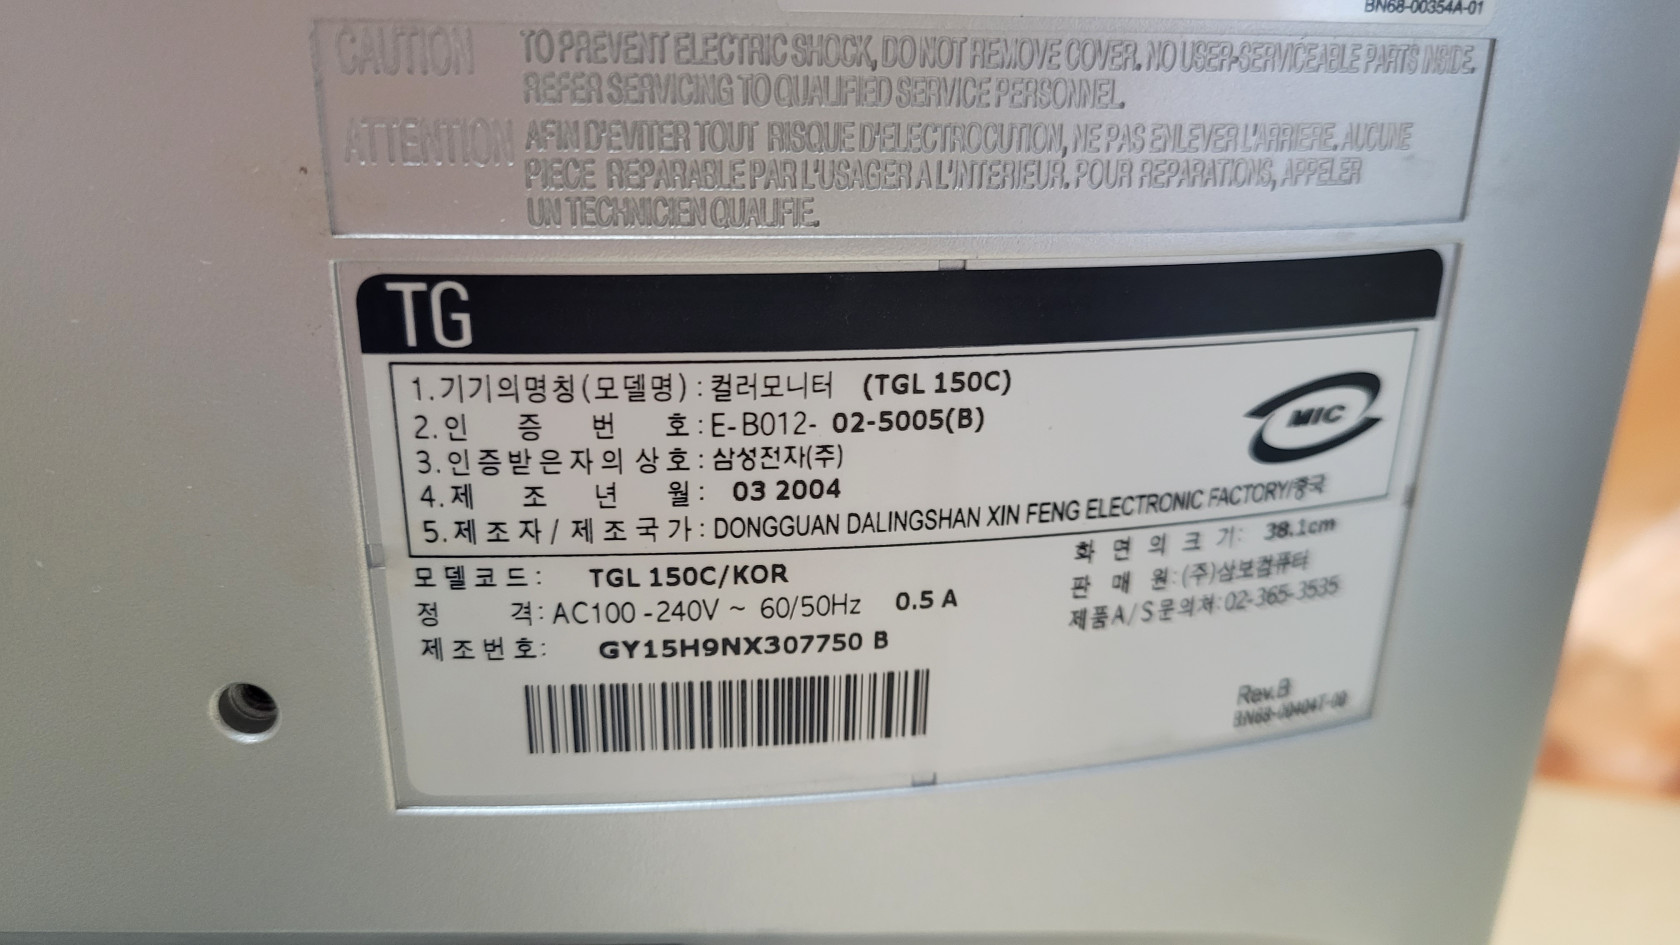 BN68-00354A-01
CAUTION TO PREVENT ELECTRIC SHOCK, DO NOT REMOVE COVER. NO USER-SERVICEABLE PARTS INSIDE.
REFER SERVICING TO QUALIFIED SERVICE PERSONNEL.
ATTENTION AFIN D'EVITER TOUT RISQUE D'ELECTROCUTION, NE PAS ENLEVER L'ARRIERE. AUCUNE
PIECE REPARABLE PAR L'USAGER A L'INTERIEUR. POUR REPARATIONS, APPELER
UN TECHNICIEN QUALIFIE.
TG
1.기기의명칭(모델명):컬러모니터 (TGL 150C)
2.인 증 번 호:E-B012- 02-5005(B)
3.인증받은자의 상호:삼성전자(주)
4.제 조 년 월: 03 2004
5.제조자/제조국가:DONGGUAN DALINGSHAN XIN FENG ELECTRONIC FACTORY/중국
MIC
모델코드: TGL 150C/KOR
정 격:AC100-240V ~ 60/50Hz 0.5 A
제조번호: GY15H9NX307750 B
화 면 의 크 기: 38.1cm
판 매 원:(주)삼보컴퓨터
제품A/S문의처:02-365-3535
Rev.B
BN68-00404T-00